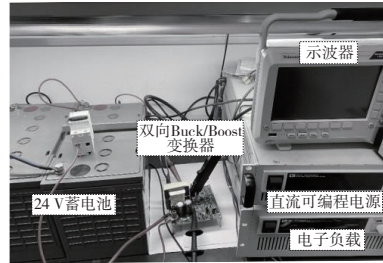 示波器
双向Buck/Boost
变换器
24 V蓄电池
直流可编程电源
电子负载